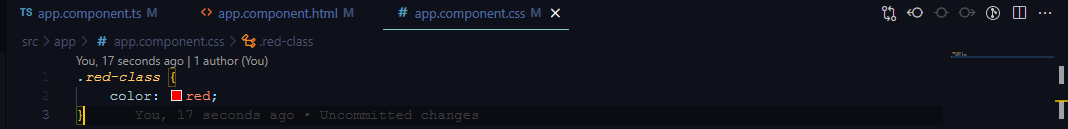 TS app.component.ts M <> app.component.html M # app.component.css M ×
src > app > # app.component.css > .red-class
You, 17 seconds ago | 1 author (You)
1 .red-class {
2 color: red;
3 } You, 17 seconds ago • Uncommitted changes